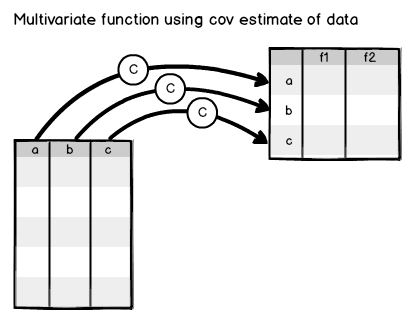 Multivariate function using cov estimate of data
f1 f2
C
a
C
b
C
c
a b c